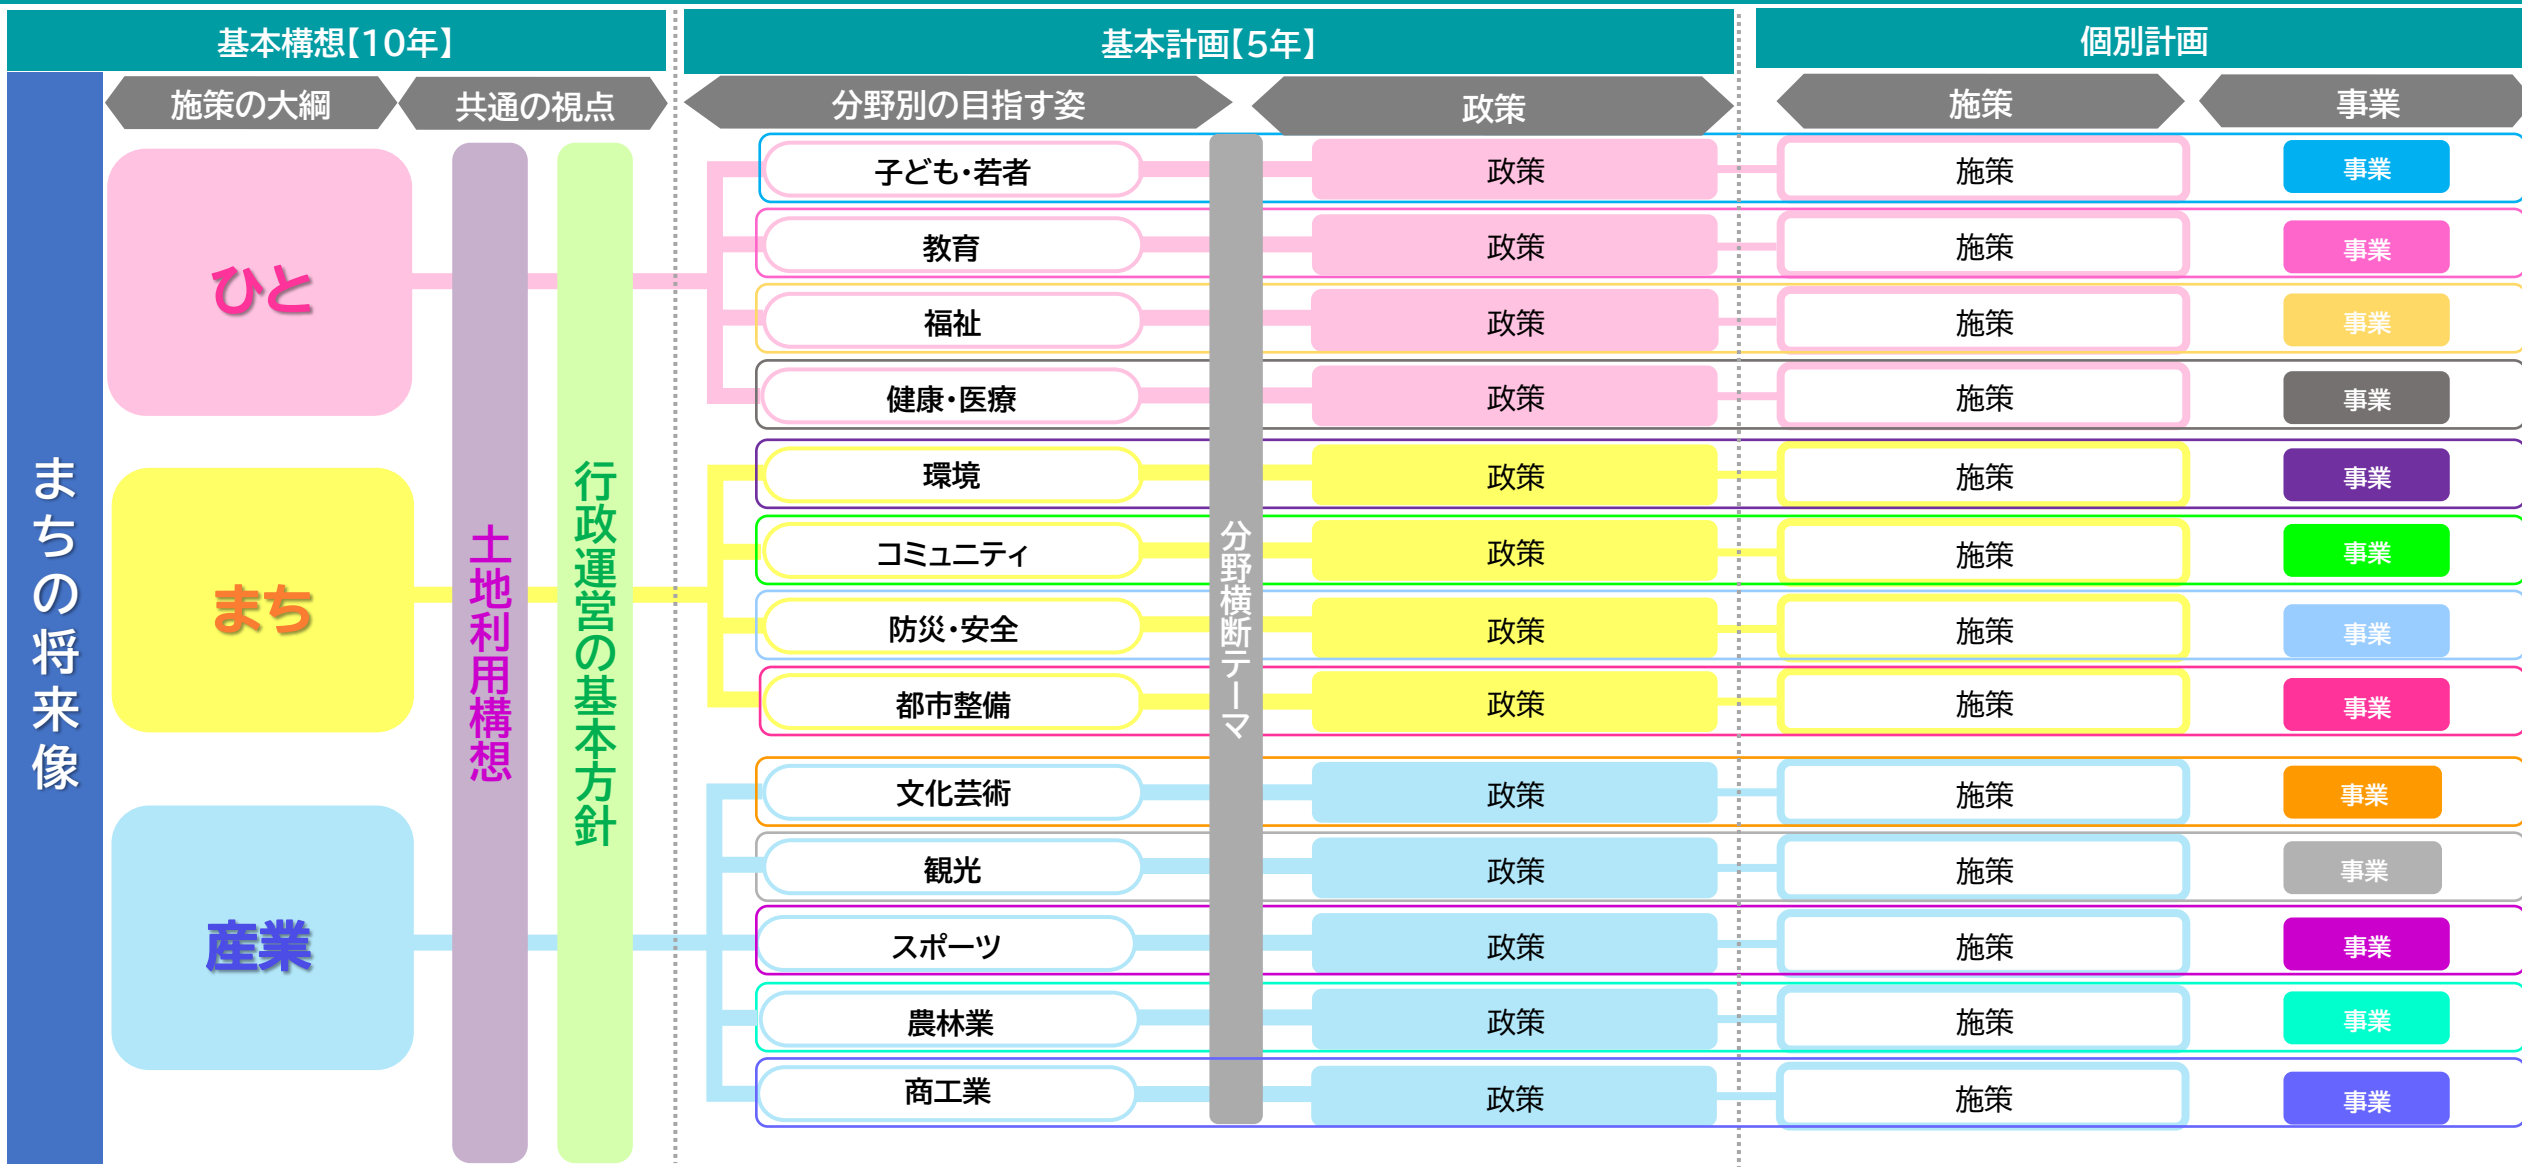 基本構想【10年】
基本計画【5年】
個別計画
施策の大綱
共通の視点
分野別の目指す姿
政策
施策
事業
まちの将来像
ひと
まち
産業
土地利用構想
行政運営の基本方針
分野横断テーマ
子ども・若者
政策
施策
事業
教育
政策
施策
事業
福祉
政策
施策
事業
健康・医療
政策
施策
事業
環境
政策
施策
事業
コミュニティ
政策
施策
事業
防災・安全
政策
施策
事業
都市整備
政策
施策
事業
文化芸術
政策
施策
事業
観光
政策
施策
事業
スポーツ
政策
施策
事業
農林業
政策
施策
事業
商工業
政策
施策
事業